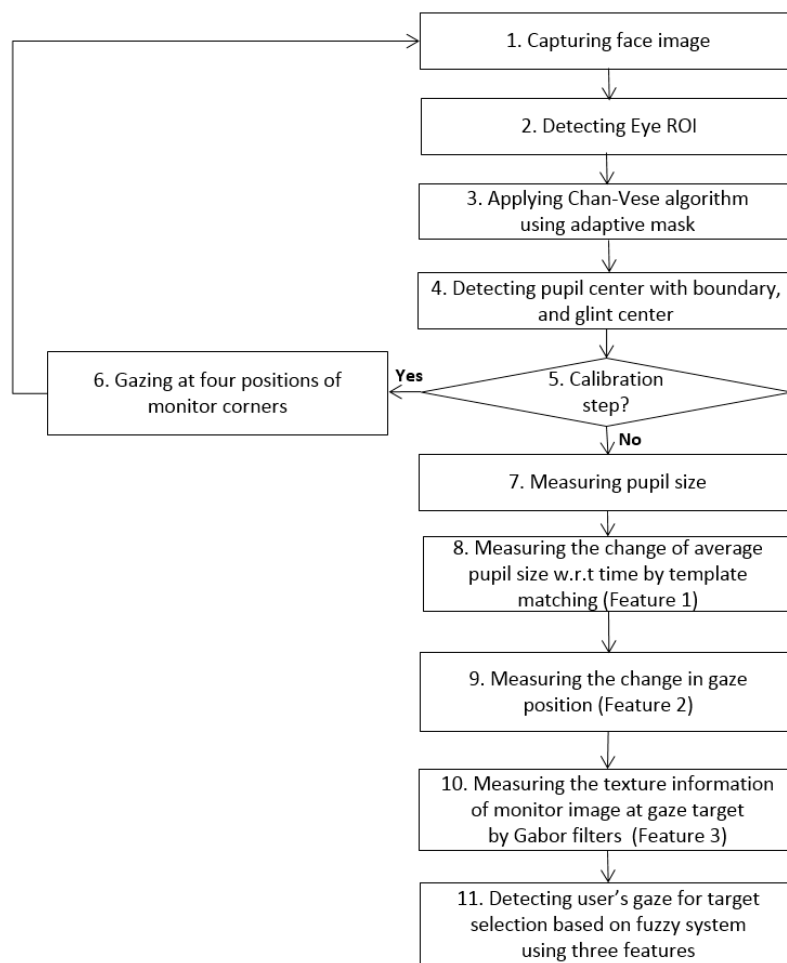 1. Capturing face image
2. Detecting Eye ROI
3. Applying Chan-Vese algorithm
using adaptive mask
4. Detecting pupil center with boundary,
and glint center
5. Calibration
step?
Yes
6. Gazing at four positions of
monitor corners
No
7. Measuring pupil size
8. Measuring the change of average
pupil size w.r.t time by template
matching (Feature 1)
9. Measuring the change in gaze
position (Feature 2)
10. Measuring the texture information
of monitor image at gaze target
by Gabor filters  (Feature 3)
11. Detecting user’s gaze for target
selection based on fuzzy system
using three features